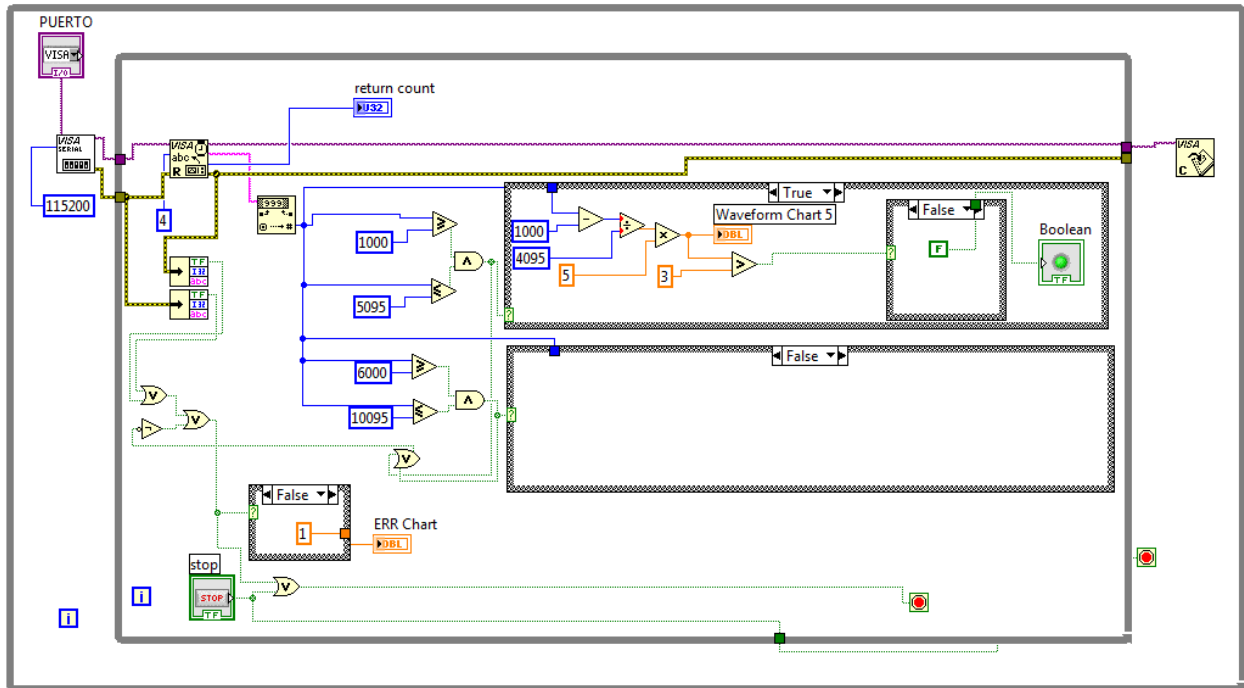 PUERTO
VISA
I/O
return count
U32
VISA
SERIAL
VISA
abc
R
VISA
C
115200
4
999
True
Waveform Chart 5
DBL
False
Boolean
TF
1000
1000
4095
5
3
F
TF
I32
abc
TF
I32
abc
5095
?
?
False
6000
10095
?
False
?
1
ERR Chart
DBL
stop
STOP
TF
i
i